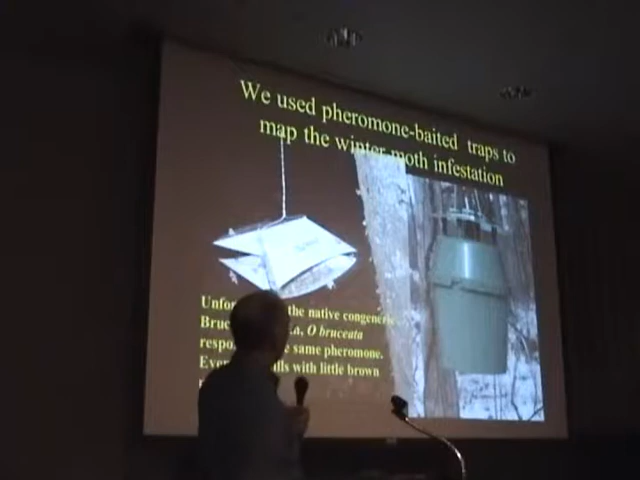 We used pheromone-baited traps to
map the winter moth infestation
Unfor the native congeneric
Bruc a, O bruceata
respo same pheromone.
Eve lls with little brown